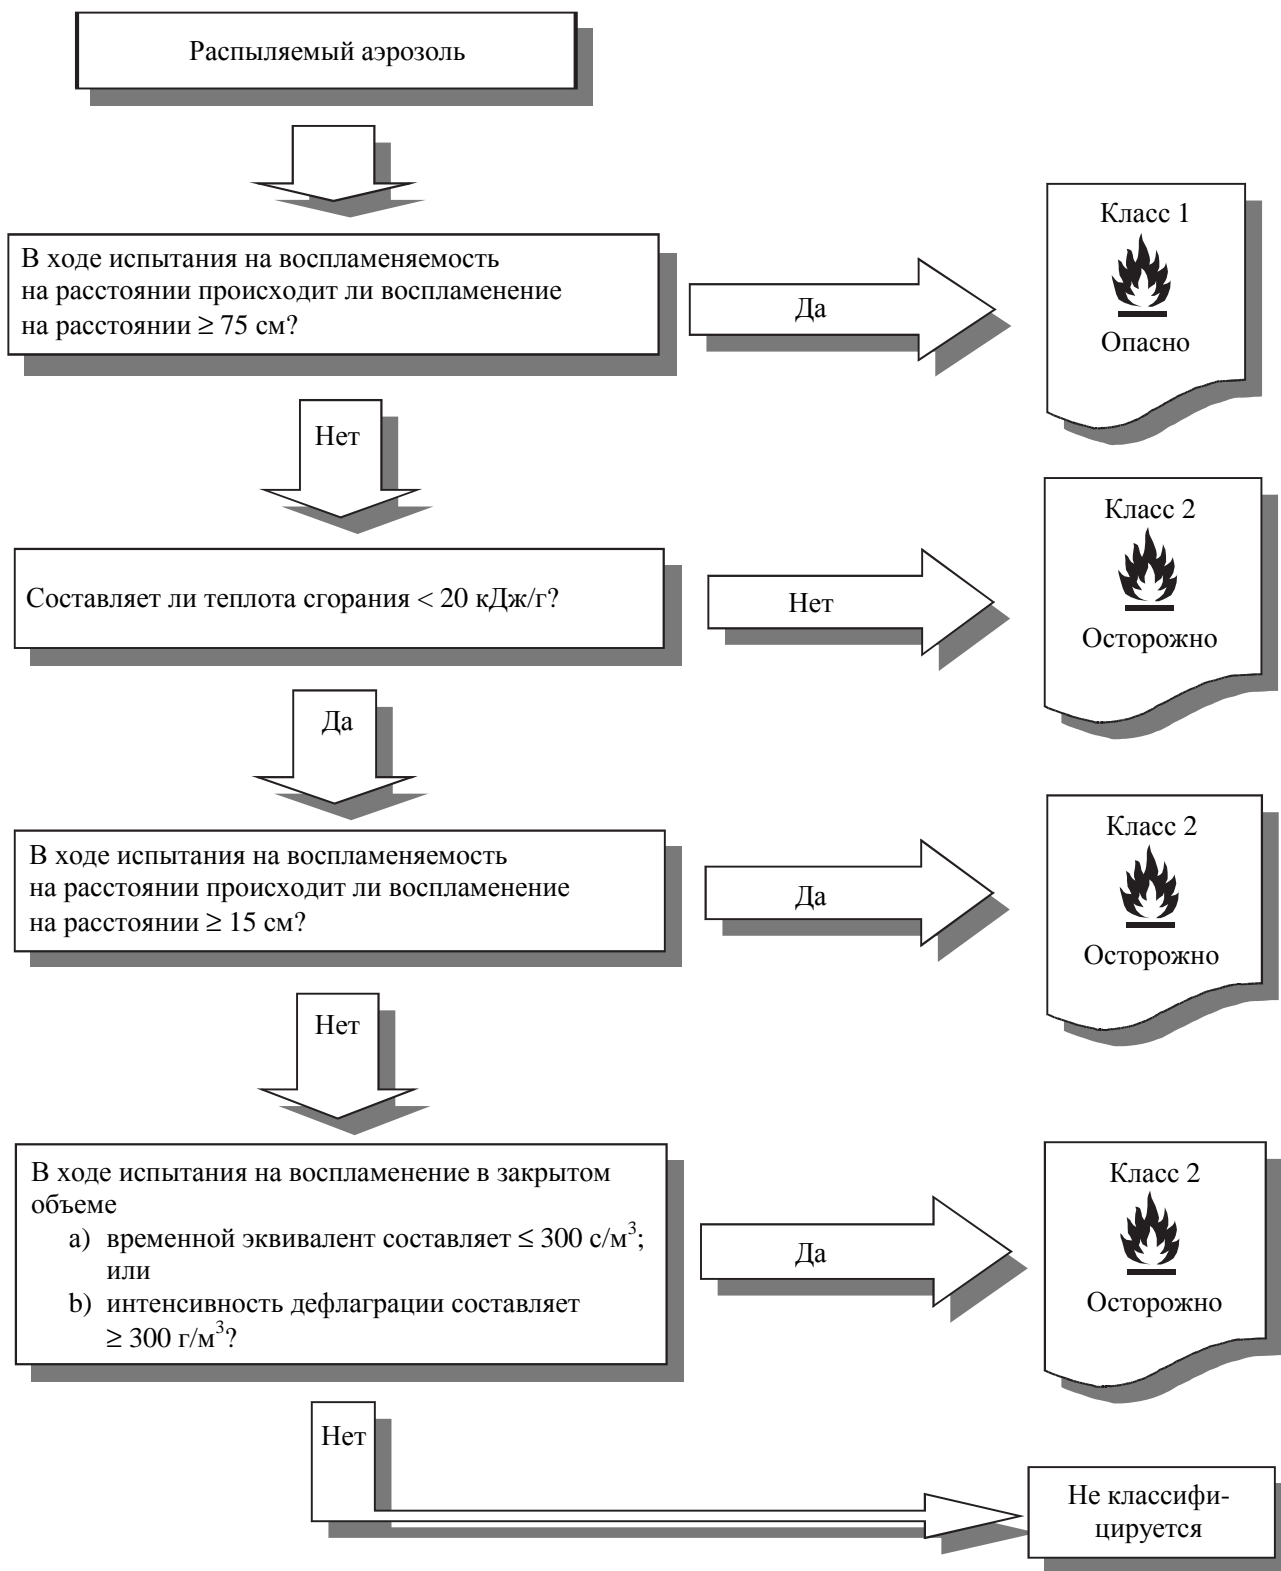 Распыляемый аэрозоль
Класс 1
В ходе испытания на воспламеняемость
на расстоянии происходит ли воспламенение
на расстоянии ≥ 75 см?
Да
Опасно
Нет
Класс 2
Составляет ли теплота сгорания < 20 кДж/г?
Нет
Осторожно
Да
Класс 2
В ходе испытания на воспламеняемость
на расстоянии происходит ли воспламенение
на расстоянии ≥ 15 см?
Да
Осторожно
Нет
Класс 2
В ходе испытания на воспламенение в закрытом
объеме
a) временной эквивалент составляет ≤ 300 с/м³;
или
b) интенсивность дефлаграции составляет
≥ 300 г/м³?
Да
Осторожно
Нет
Не классифи-
цируется